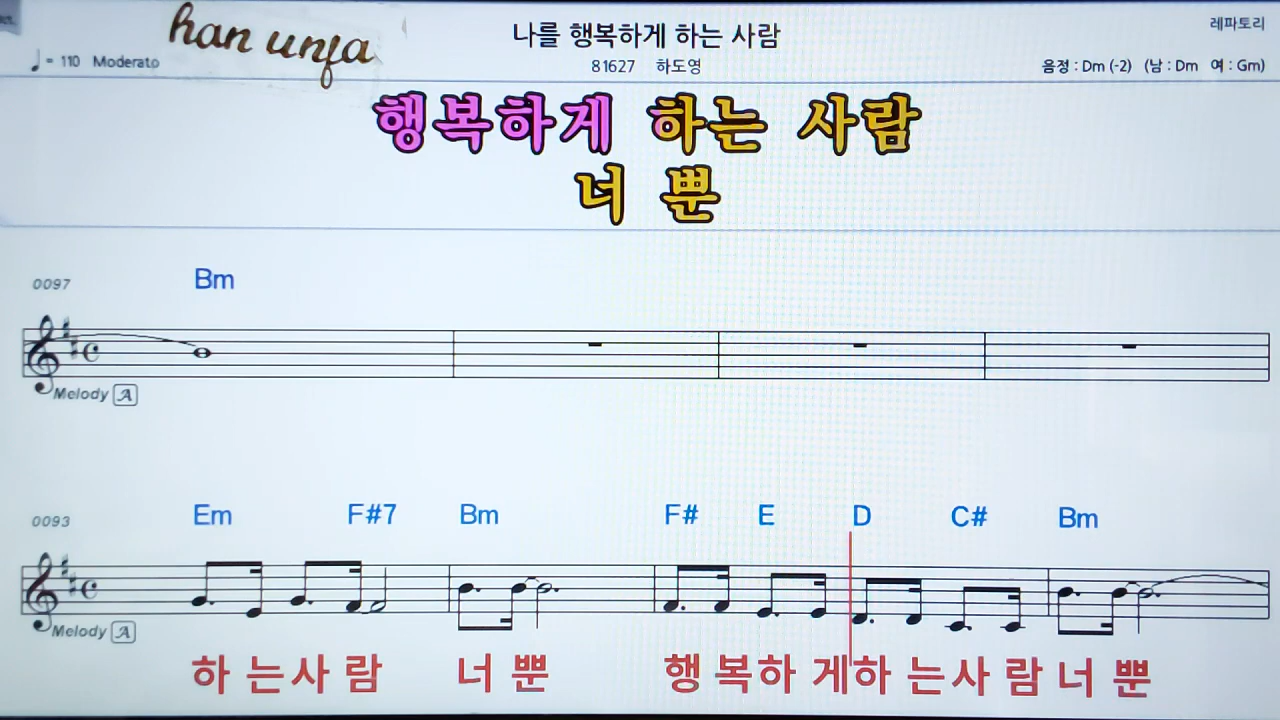 han unfa
나를 행복하게 하는 사람
레파토리
♩= 110 Moderato
81627 하도영
음정 : Dm (-2) (남 : Dm 여 : Gm)
행복하게 하는 사람
너 뿐
0097 Bm
Melody A
0093 Em F#7 Bm F# E D C# Bm
Melody A
하 는사 람 너 뿐 행 복하 게하 는사 람 너 뿐